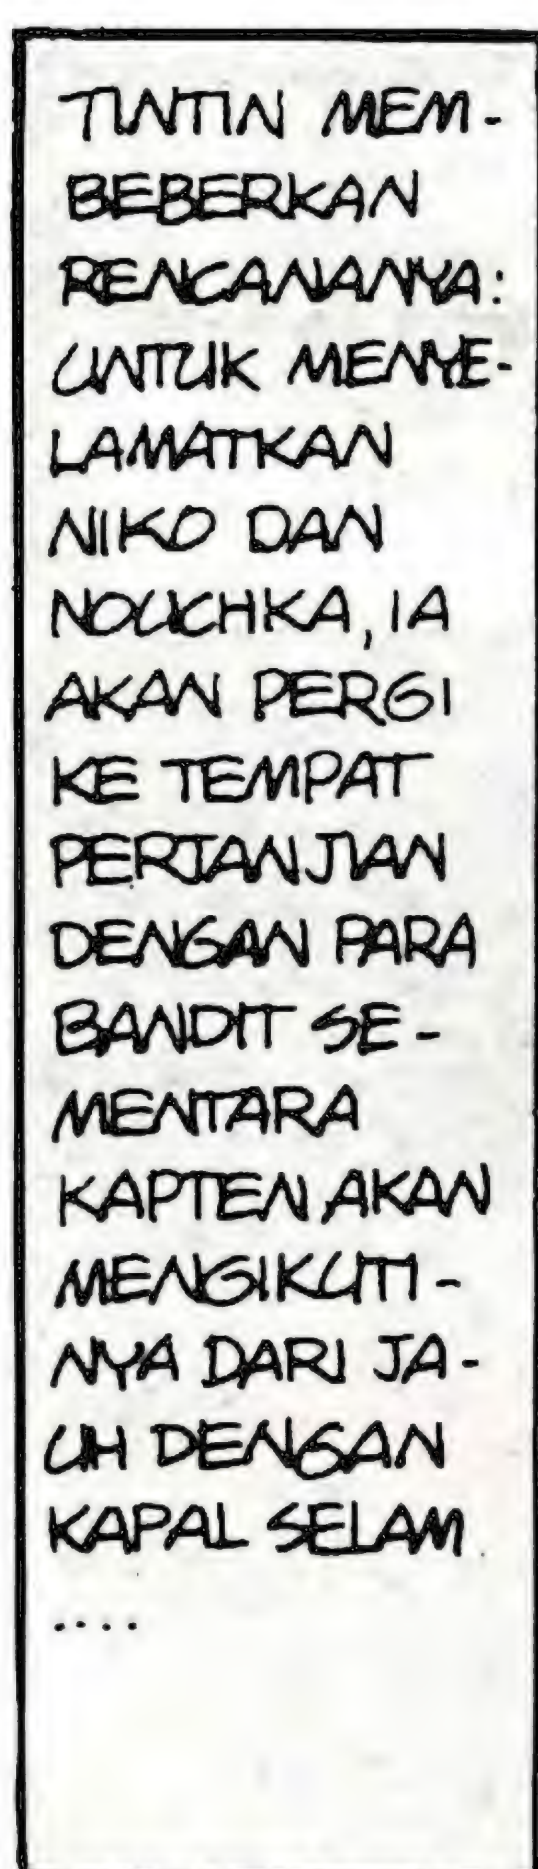 TINTIN MEM-
BEBERKAN
RENCANANYA:
UNTUK MENYE-
LAMATKAN
NIKO DAN
NOUCHKA, IA
AKAN PERGI
KE TEMPAT
PERJANJIAN
DENGAN PARA
BANDIT SE-
MENTARA
KAPTEN AKAN
MENGIKUTI-
NYA DARI JA-
UH DENGAN
KAPAL SELAM
....